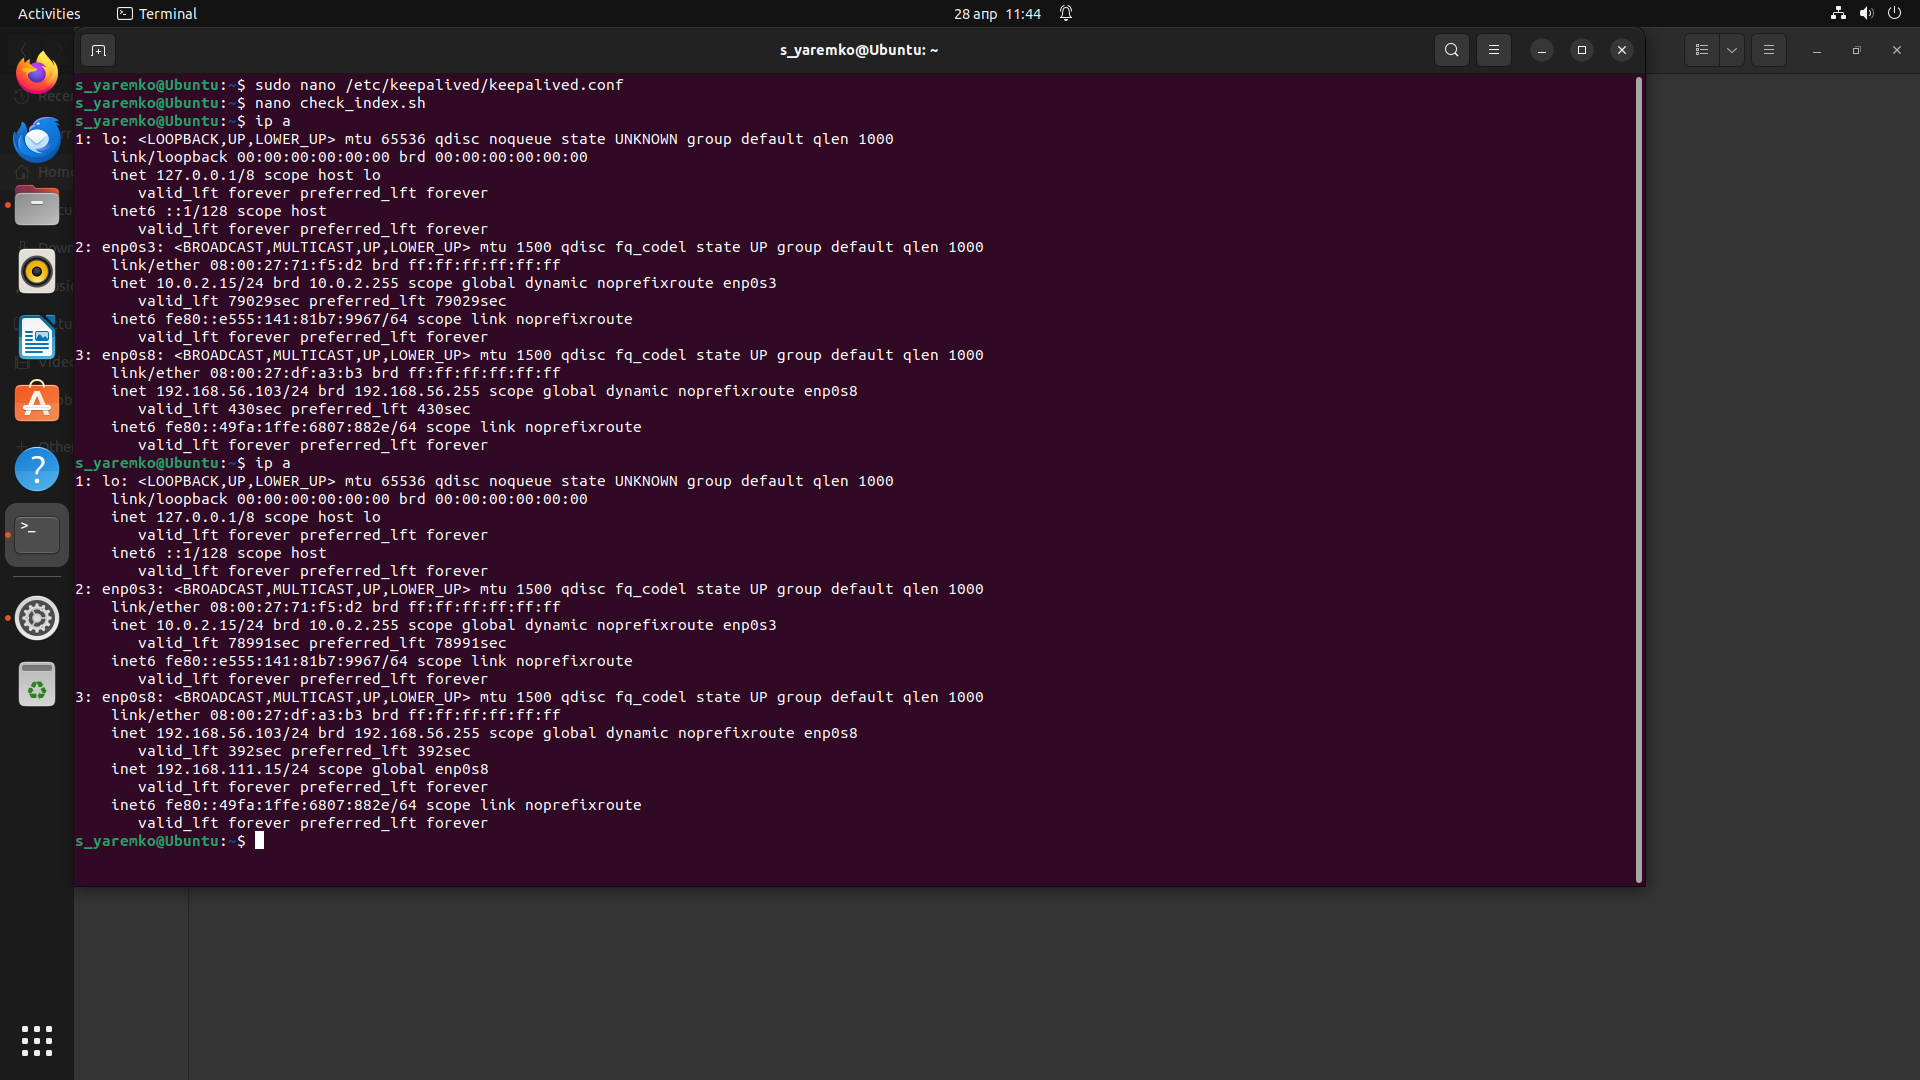 Activities
Terminal
28 апр 11:44
s_yaremko@Ubuntu: ~
s_yaremko@Ubuntu:~$ sudo nano /etc/keepalived/keepalived.conf
s_yaremko@Ubuntu:~$ nano check_index.sh
s_yaremko@Ubuntu:~$ ip a
1: lo: <LOOPBACK,UP,LOWER_UP> mtu 65536 qdisc noqueue state UNKNOWN group default qlen 1000
link/loopback 00:00:00:00:00:00 brd 00:00:00:00:00:00
inet 127.0.0.1/8 scope host lo
valid_lft forever preferred_lft forever
inet6 ::1/128 scope host
valid_lft forever preferred_lft forever
2: enp0s3: <BROADCAST,MULTICAST,UP,LOWER_UP> mtu 1500 qdisc fq_codel state UP group default qlen 1000
link/ether 08:00:27:71:f5:d2 brd ff:ff:ff:ff:ff:ff
inet 10.0.2.15/24 brd 10.0.2.255 scope global dynamic noprefixroute enp0s3
valid_lft 79029sec preferred_lft 79029sec
inet6 fe80::e555:141:81b7:9967/64 scope link noprefixroute
valid_lft forever preferred_lft forever
3: enp0s8: <BROADCAST,MULTICAST,UP,LOWER_UP> mtu 1500 qdisc fq_codel state UP group default qlen 1000
link/ether 08:00:27:df:a3:b3 brd ff:ff:ff:ff:ff:ff
inet 192.168.56.103/24 brd 192.168.56.255 scope global dynamic noprefixroute enp0s8
valid_lft 430sec preferred_lft 430sec
inet6 fe80::49fa:1ffe:6807:882e/64 scope link noprefixroute
valid_lft forever preferred_lft forever
s_yaremko@Ubuntu:~$ ip a
1: lo: <LOOPBACK,UP,LOWER_UP> mtu 65536 qdisc noqueue state UNKNOWN group default qlen 1000
link/loopback 00:00:00:00:00:00 brd 00:00:00:00:00:00
inet 127.0.0.1/8 scope host lo
valid_lft forever preferred_lft forever
inet6 ::1/128 scope host
valid_lft forever preferred_lft forever
2: enp0s3: <BROADCAST,MULTICAST,UP,LOWER_UP> mtu 1500 qdisc fq_codel state UP group default qlen 1000
link/ether 08:00:27:71:f5:d2 brd ff:ff:ff:ff:ff:ff
inet 10.0.2.15/24 brd 10.0.2.255 scope global dynamic noprefixroute enp0s3
valid_lft 78991sec preferred_lft 78991sec
inet6 fe80::e555:141:81b7:9967/64 scope link noprefixroute
valid_lft forever preferred_lft forever
3: enp0s8: <BROADCAST,MULTICAST,UP,LOWER_UP> mtu 1500 qdisc fq_codel state UP group default qlen 1000
link/ether 08:00:27:df:a3:b3 brd ff:ff:ff:ff:ff:ff
inet 192.168.56.103/24 brd 192.168.56.255 scope global dynamic noprefixroute enp0s8
valid_lft 392sec preferred_lft 392sec
inet 192.168.111.15/24 scope global enp0s8
valid_lft forever preferred_lft forever
inet6 fe80::49fa:1ffe:6807:882e/64 scope link noprefixroute
valid_lft forever preferred_lft forever
s_yaremko@Ubuntu:~$